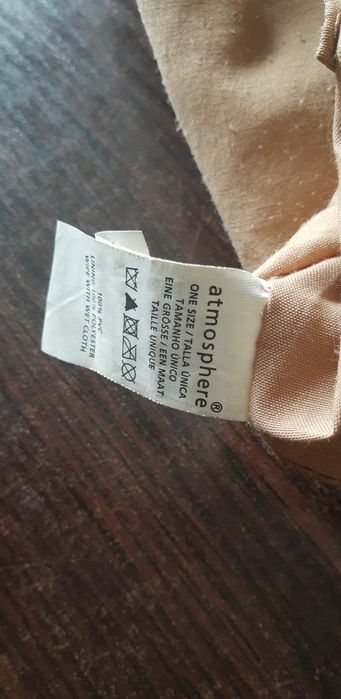 atmosphere®
ONE SIZE / TALLA ÚNICA
TAMANHO ÚNICO
EINE GRÖSSE / EEN MAAT
TAILLE UNIQUE
100% PVC
LINING: 100% POLYESTER
WIPE WITH WET CLOTH